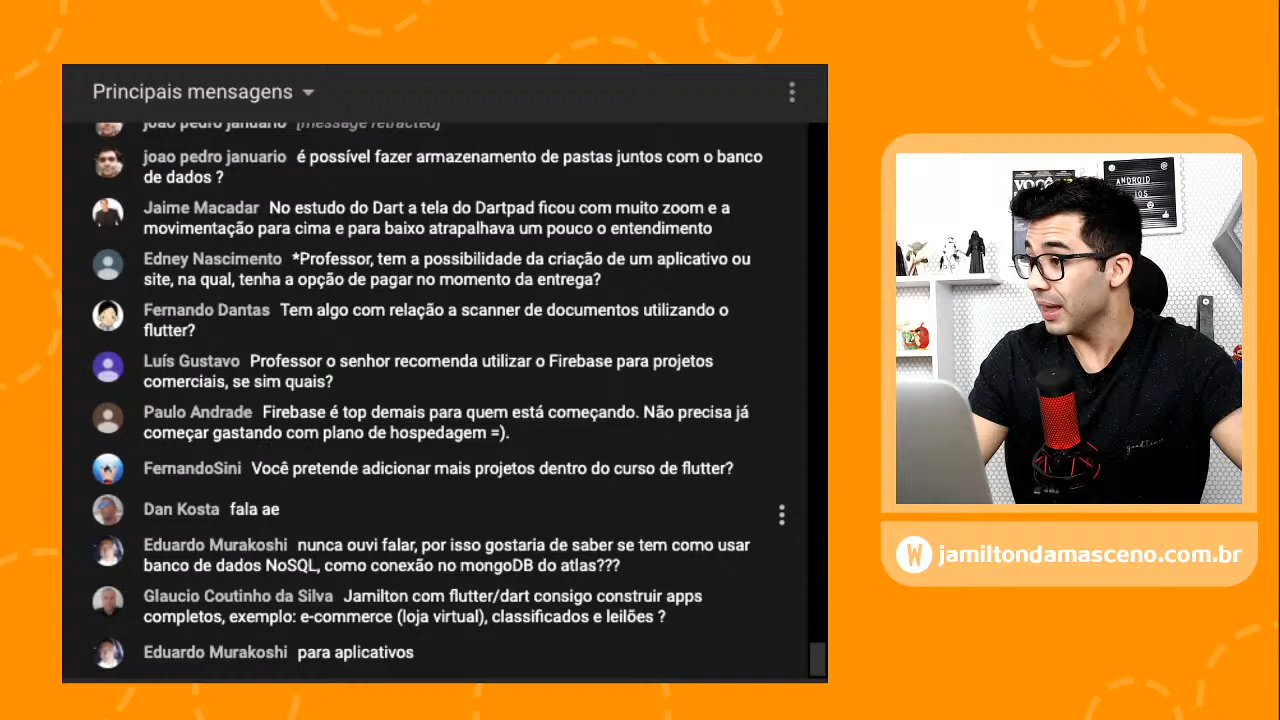 Principais mensagens
joao pedro januario [message retracted]
joao pedro januario é possível fazer armazenamento de pastas juntos com o banco
de dados ?
Jaime Macadar No estudo do Dart a tela do Dartpad ficou com muito zoom e a
movimentação para cima e para baixo atrapalhava um pouco o entendimento
Edney Nascimento *Professor, tem a possibilidade da criação de um aplicativo ou
site, na qual, tenha a opção de pagar no momento da entrega?
Fernando Dantas Tem algo com relação a scanner de documentos utilizando o
flutter?
Luís Gustavo Professor o senhor recomenda utilizar o Firebase para projetos
comerciais, se sim quais?
Paulo Andrade Firebase é top demais para quem está começando. Não precisa já
começar gastando com plano de hospedagem =).
FernandoSini Você pretende adicionar mais projetos dentro do curso de flutter?
Dan Kosta fala ae
Eduardo Murakoshi nunca ouvi falar, por isso gostaria de saber se tem como usar
banco de dados NoSQL, como conexão no mongoDB do atlas???
Glaucio Coutinho da Silva Jamilton com flutter/dart consigo construir apps
completos, exemplo: e-commerce (loja virtual), classificados e leilões ?
Eduardo Murakoshi para aplicativos
VOCÊ
ANDROID
IOS
W jamiltondamasceno.com.br